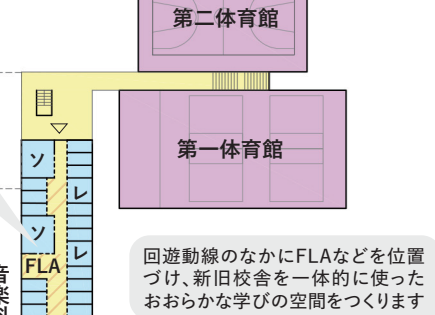 第二体育館
第一体育館
ソ
レ
ソ
レ
FLA
音楽科
回遊動線のなかにFLAなどを位置
づけ、新旧校舎を一体的に使った
おおらかな学びの空間をつくります